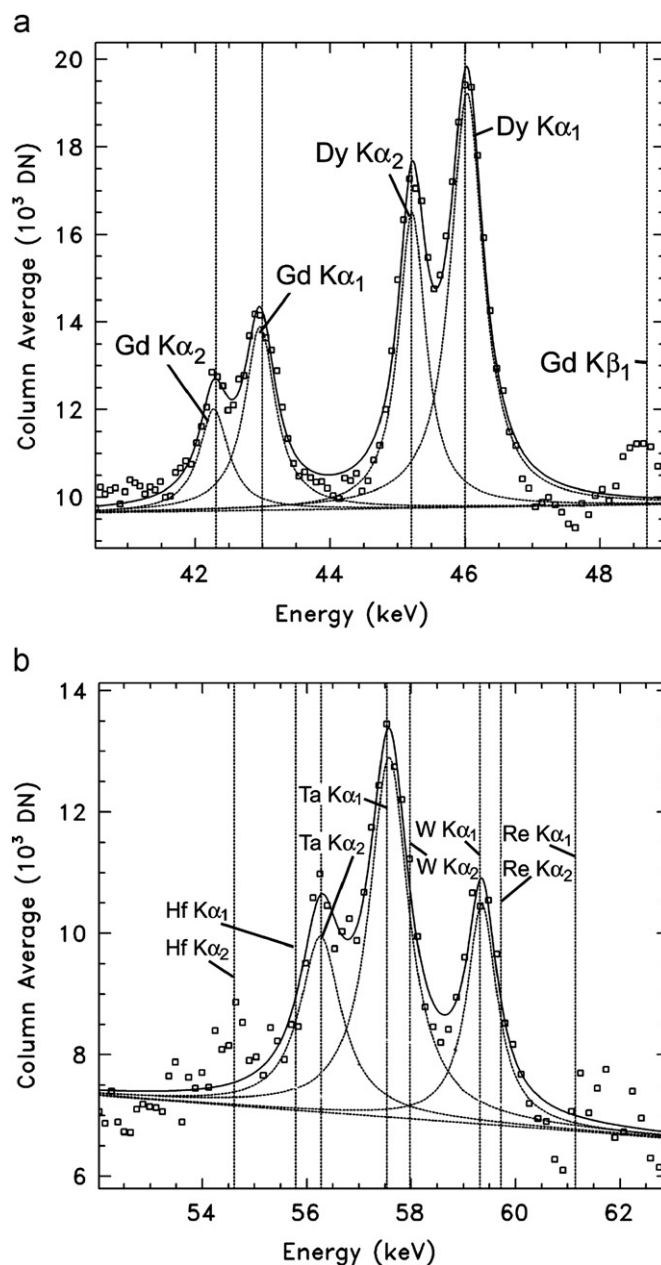 a
20
18
16
14
12
10
Column Average (10³ DN)
Dy Kα₁
Dy Kα₂
Gd Kα₁
Gd Kα₂
Gd Kβ₁
42 44 46 48
Energy (keV)
b
14
12
10
8
6
Column Average (10³ DN)
Ta Kα₁
Ta Kα₂
W Kα₁
W Kα₂
Re Kα₁
Re Kα₂
Hf Kα₁
Hf Kα₂
54 56 58 60 62
Energy (keV)